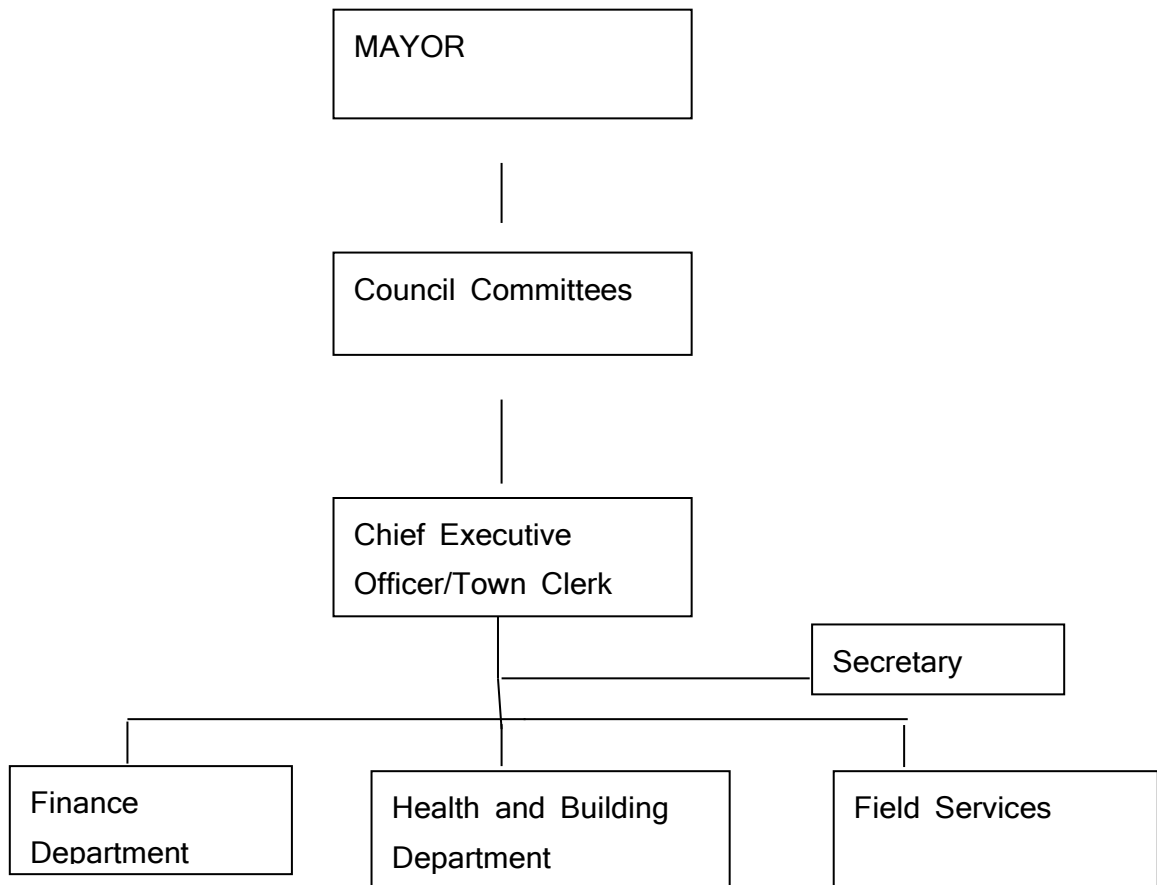 MAYOR
Council Committees
Chief Executive
Officer/Town Clerk
Secretary
Finance
Department
Health and Building
Department
Field Services